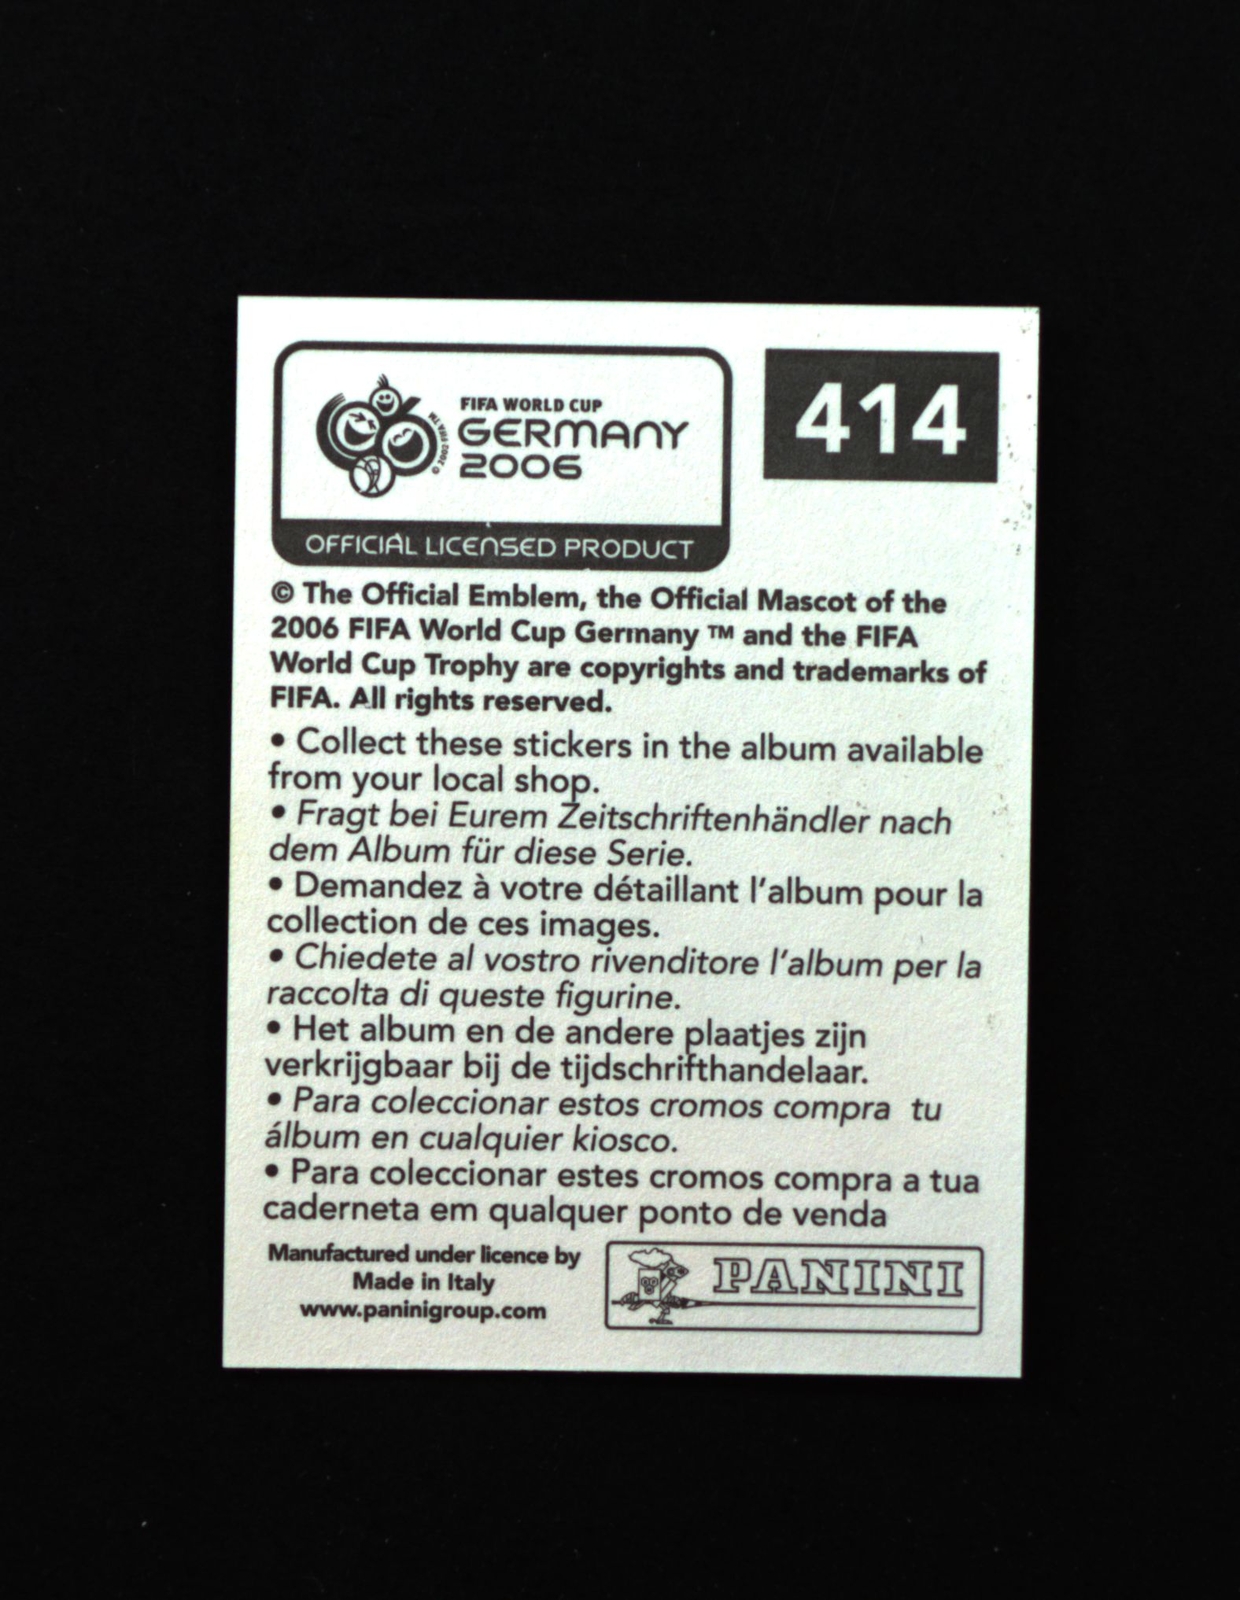 FIFA WORLD CUP
GERMANY
2006
© 2002 FIFA TM
OFFICIAL LICENSED PRODUCT
414
© The Official Emblem, the Official Mascot of the
2006 FIFA World Cup Germany ™ and the FIFA
World Cup Trophy are copyrights and trademarks of
FIFA. All rights reserved.
• Collect these stickers in the album available
from your local shop.
• Fragt bei Eurem Zeitschriftenhändler nach
dem Album für diese Serie.
• Demandez à votre détaillant l'album pour la
collection de ces images.
• Chiedete al vostro rivenditore l'album per la
raccolta di queste figurine.
• Het album en de andere plaatjes zijn
verkrijgbaar bij de tijdschrifthandelaar.
• Para coleccionar estos cromos compra tu
álbum en cualquier kiosco.
• Para coleccionar estes cromos compra a tua
caderneta em qualquer ponto de venda
Manufactured under licence by
Made in Italy
www.paninigroup.com
PANINI